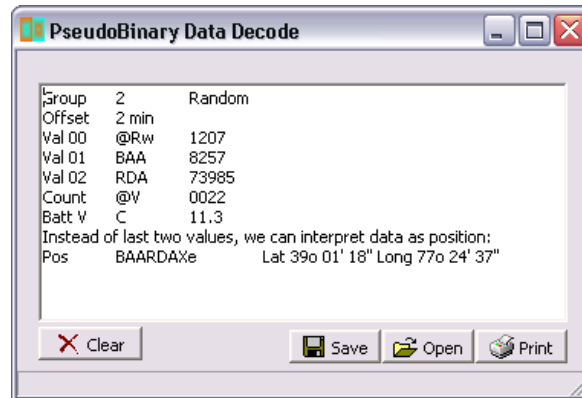 PseudoBinary Data Decode
Group 2 Random
Offset 2 min
Val 00 @Rw 1207
Val 01 BAA 8257
Val 02 RDA 73985
Count @V 0022
Batt V C 11.3
Instead of last two values, we can interpret data as position:
Pos BAARDAXe Lat 39o 01' 18" Long 77o 24' 37"
Clear Save Open Print